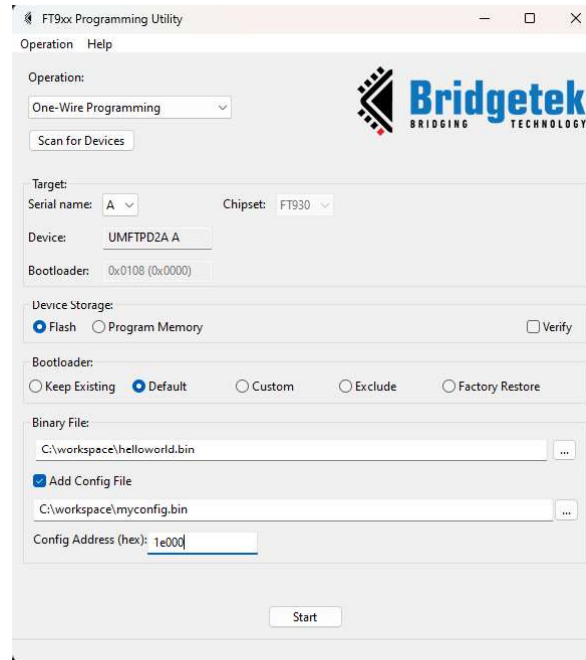 FT9xx Programming Utility
Operation Help
Operation:
One-Wire Programming
Bridgetek
BRIDGING TECHNOLOGY
Scan for Devices
Target:
Serial name: A Chipset: FT930
Device: UMFTPD2A A
Bootloader: 0x0108 (0x0000)
Device Storage:
Flash Program Memory Verify
Bootloader:
Keep Existing Default Custom Exclude Factory Restore
Binary File:
C:\workspace\helloworld.bin ...
Add Config File
C:\workspace\myconfig.bin ...
Config Address (hex): 1e000
Start